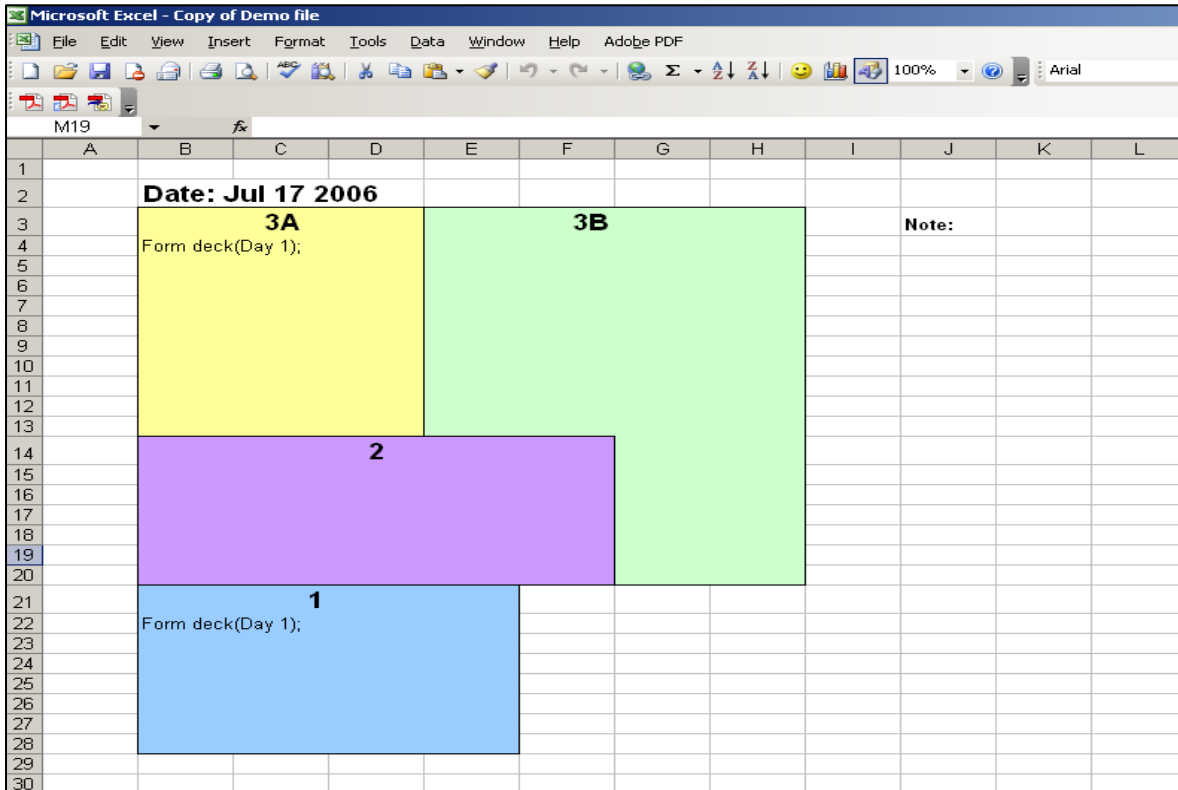 Microsoft Excel - Copy of Demo file
File Edit View Insert Format Tools Data Window Help Adobe PDF
ABC Σ A Z Z A 100% Arial
M19 fx
A B C D E F G H I J K L
1
2 Date: Jul 17 2006
3 3A 3B Note:
4 Form deck(Day 1);
5
6
7
8
9
10
11
12
13
14 2
15
16
17
18
19
20
21 1
22 Form deck(Day 1);
23
24
25
26
27
28
29
30